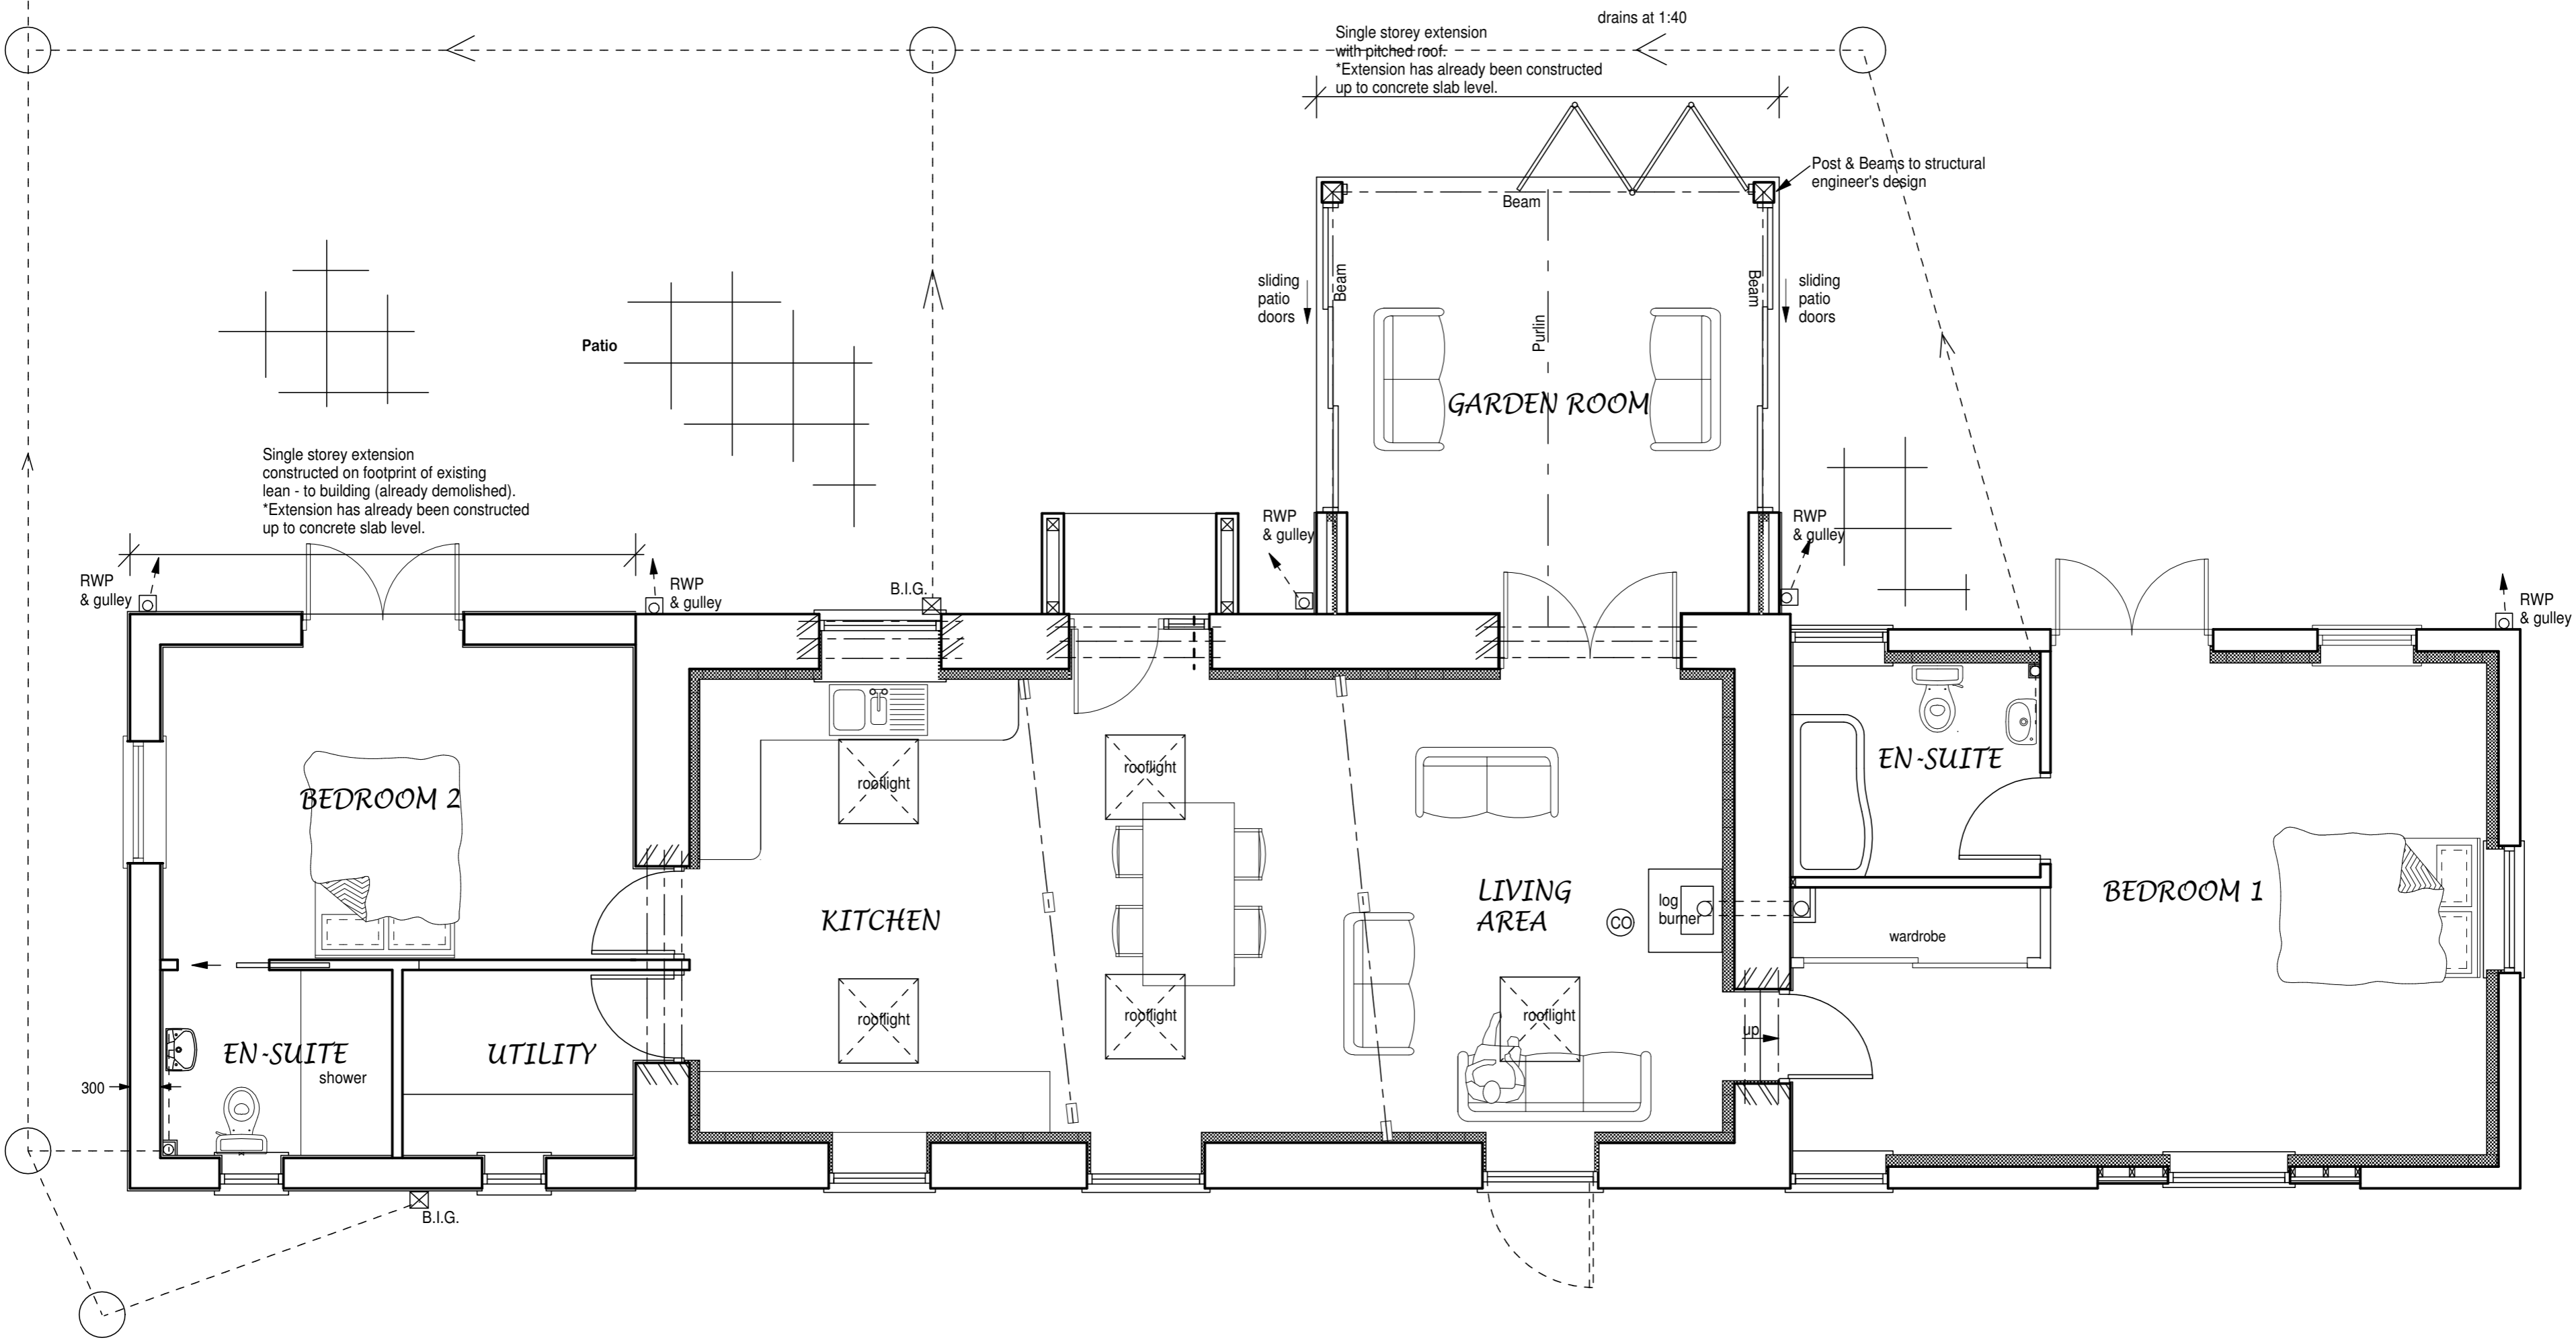 drains at 1:40
Single storey extension
with pitched roof.
*Extension has already been constructed
up to concrete slab level.
Post & Beams to structural
engineer's design
Beam
sliding
patio
doors
Beam
Purlin
Beam
sliding
patio
doors
Patio
GARDEN ROOM
Single storey extension
constructed on footprint of existing
lean - to building (already demolished).
*Extension has already been constructed
up to concrete slab level.
RWP
& gulley
RWP
& gulley
B.I.G.
RWP
& gulley
RWP
& gulley
RWP
& gulley
BEDROOM 2
rooflight
rooflight
EN-SUITE
KITCHEN
LIVING
AREA
CO
log
burner
wardrobe
BEDROOM 1
rooflight
rooflight
rooflight
up
EN-SUITE
shower
UTILITY
300
B.I.G.